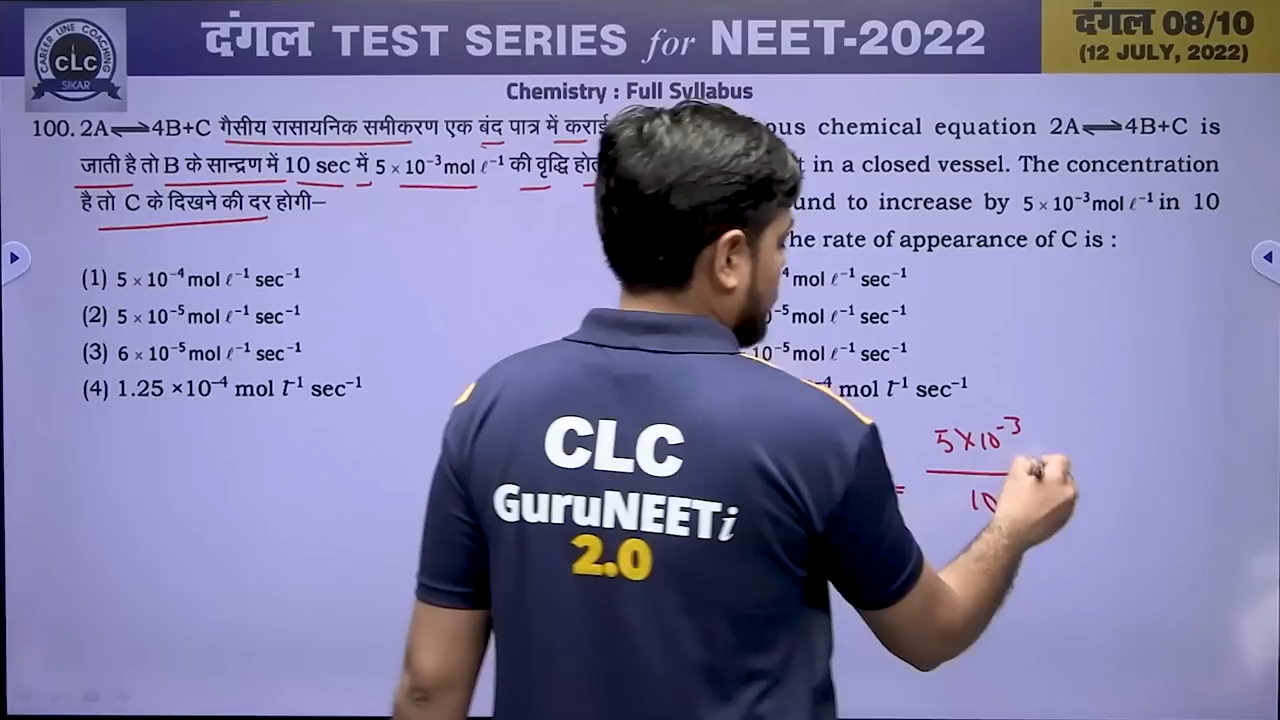 CAREER LINE COACHING
CLC
SIKAR
दंगल TEST SERIES for NEET-2022
दंगल 08/10
(12 JULY, 2022)
Chemistry : Full Syllabus
100. 2A⇌4B+C गैसीय रासायनिक समीकरण एक बंद पात्र में कराई
जाती है तो B के सान्द्रण में 10 sec में 5 × 10⁻³ mol ℓ⁻¹ की वृद्धि
है तो C के दिखने की दर होगी–
(1) 5 × 10⁻⁴ mol ℓ⁻¹ sec⁻¹
(2) 5 × 10⁻⁵ mol ℓ⁻¹ sec⁻¹
(3) 6 × 10⁻⁵ mol ℓ⁻¹ sec⁻¹
(4) 1.25 ×10⁻⁴ mol l⁻¹ sec⁻¹
ous chemical equation 2A⇌4B+C is
t in a closed vessel. The concentration
und to increase by 5 × 10⁻³ mol ℓ⁻¹ in 10
he rate of appearance of C is :
⁴ mol ℓ⁻¹ sec⁻¹
⁻⁵ mol ℓ⁻¹ sec⁻¹
10⁻⁵ mol ℓ⁻¹ sec⁻¹
⁻⁴ mol l⁻¹ sec⁻¹
5×10⁻³
= 10
CLC
GuruNEETi
2.0